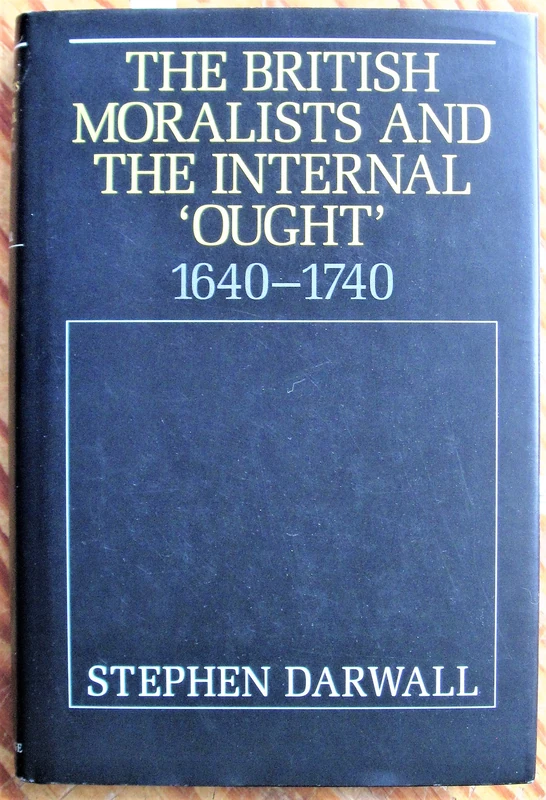 THE BRITISH
MORALISTS AND
THE INTERNAL
‘OUGHT’
1640–1740
STEPHEN DARWALL